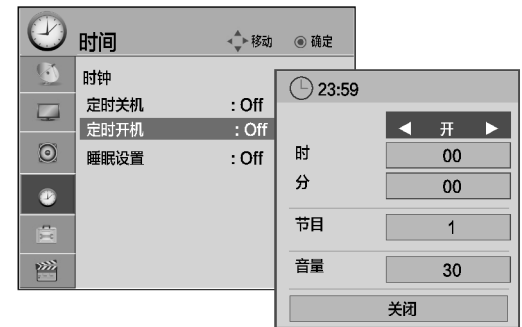 时间 移动 确定
时钟
定时关机 : Off
定时开机 : Off
睡眠设置 : Off
23:59
开
时 00
分 00
节目 1
音量 30
关闭